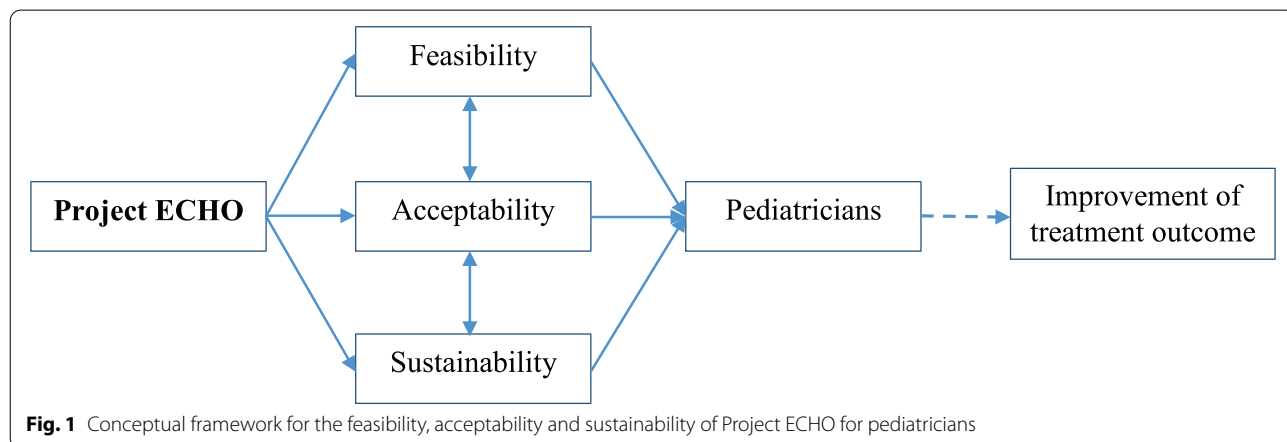 Feasibility
Project ECHO
Acceptability
Pediatricians
Improvement of
treatment outcome
Sustainability
Fig. 1 Conceptual framework for the feasibility, acceptability and sustainability of Project ECHO for pediatricians